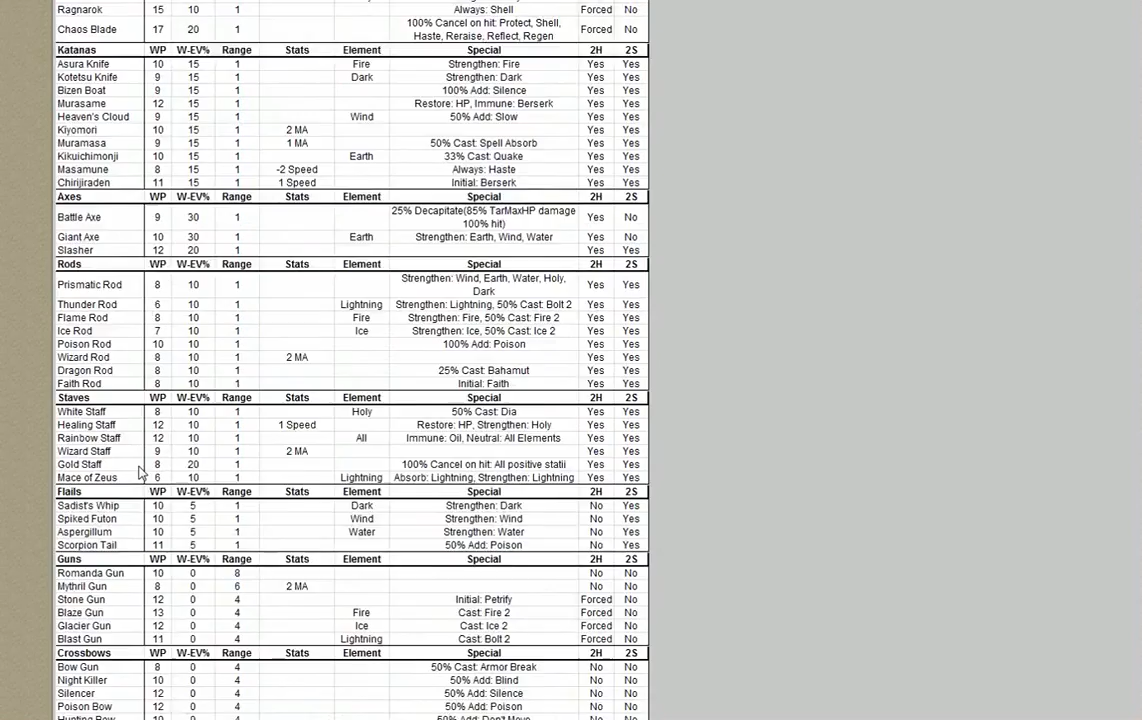 Ragnarok 15 10 1 Always: Shell Forced No
Chaos Blade 17 20 1 100% Cancel on hit: Protect, Shell, Forced No
Haste, Reraise, Reflect, Regen
Katanas WP W-EV% Range Stats Element Special 2H 2S
Asura Knife 10 15 1 Fire Strengthen: Fire Yes Yes
Kotetsu Knife 9 15 1 Dark Strengthen: Dark Yes Yes
Bizen Boat 9 15 1 100% Add: Silence Yes Yes
Murasame 12 15 1 Restore: HP, Immune: Berserk Yes Yes
Heaven's Cloud 9 15 1 Wind 50% Add: Slow Yes Yes
Kiyomori 10 15 1 2 MA Yes Yes
Muramasa 9 15 1 1 MA 50% Cast: Spell Absorb Yes Yes
Kikuichimonji 10 15 1 Earth 33% Cast: Quake Yes Yes
Masamune 8 15 1 -2 Speed Always: Haste Yes Yes
Chirijiraden 11 15 1 1 Speed Initial: Berserk Yes Yes
Axes WP W-EV% Range Stats Element Special 2H 2S
Battle Axe 9 30 1 25% Decapitate(85% TarMaxHP damage Yes No
100% hit)
Giant Axe 10 30 1 Earth Strengthen: Earth, Wind, Water Yes No
Slasher 12 20 1 Yes Yes
Rods WP W-EV% Range Stats Element Special 2H 2S
Prismatic Rod 8 10 1 Strengthen: Wind, Earth, Water, Holy, Yes Yes
Dark
Thunder Rod 6 10 1 Lightning Strengthen: Lightning, 50% Cast: Bolt 2 Yes Yes
Flame Rod 8 10 1 Fire Strengthen: Fire, 50% Cast: Fire 2 Yes Yes
Ice Rod 7 10 1 Ice Strengthen: Ice, 50% Cast: Ice 2 Yes Yes
Poison Rod 10 10 1 100% Add: Poison Yes Yes
Wizard Rod 8 10 1 2 MA Yes Yes
Dragon Rod 8 10 1 25% Cast: Bahamut Yes Yes
Faith Rod 8 10 1 Initial: Faith Yes Yes
Staves WP W-EV% Range Stats Element Special 2H 2S
White Staff 8 10 1 Holy 50% Cast: Dia Yes Yes
Healing Staff 12 10 1 1 Speed Restore: HP, Strengthen: Holy Yes Yes
Rainbow Staff 12 10 1 All Immune: Oil, Neutral: All Elements Yes Yes
Wizard Staff 9 10 1 2 MA Yes Yes
Gold Staff 8 20 1 100% Cancel on hit: All positive statii Yes Yes
Mace of Zeus 6 10 1 Lightning Absorb: Lightning, Strengthen: Lightning Yes Yes
Flails WP W-EV% Range Stats Element Special 2H 2S
Sadist's Whip 10 5 1 Dark Strengthen: Dark No Yes
Spiked Futon 10 5 1 Wind Strengthen: Wind No Yes
Aspergillum 10 5 1 Water Strengthen: Water No Yes
Scorpion Tail 11 5 1 50% Add: Poison No Yes
Guns WP W-EV% Range Stats Element Special 2H 2S
Romanda Gun 10 0 8 No No
Mythril Gun 8 0 6 2 MA No No
Stone Gun 12 0 4 Initial: Petrify Forced No
Blaze Gun 13 0 4 Fire Cast: Fire 2 Forced No
Glacier Gun 12 0 4 Ice Cast: Ice 2 Forced No
Blast Gun 11 0 4 Lightning Cast: Bolt 2 Forced No
Crossbows WP W-EV% Range Stats Element Special 2H 2S
Bow Gun 8 0 4 50% Cast: Armor Break No No
Night Killer 10 0 4 50% Add: Blind No No
Silencer 12 0 4 50% Add: Silence No No
Poison Bow 12 0 4 50% Add: Poison No No
Hunting Bow 10 0 4 50% Add: Don't Move No No